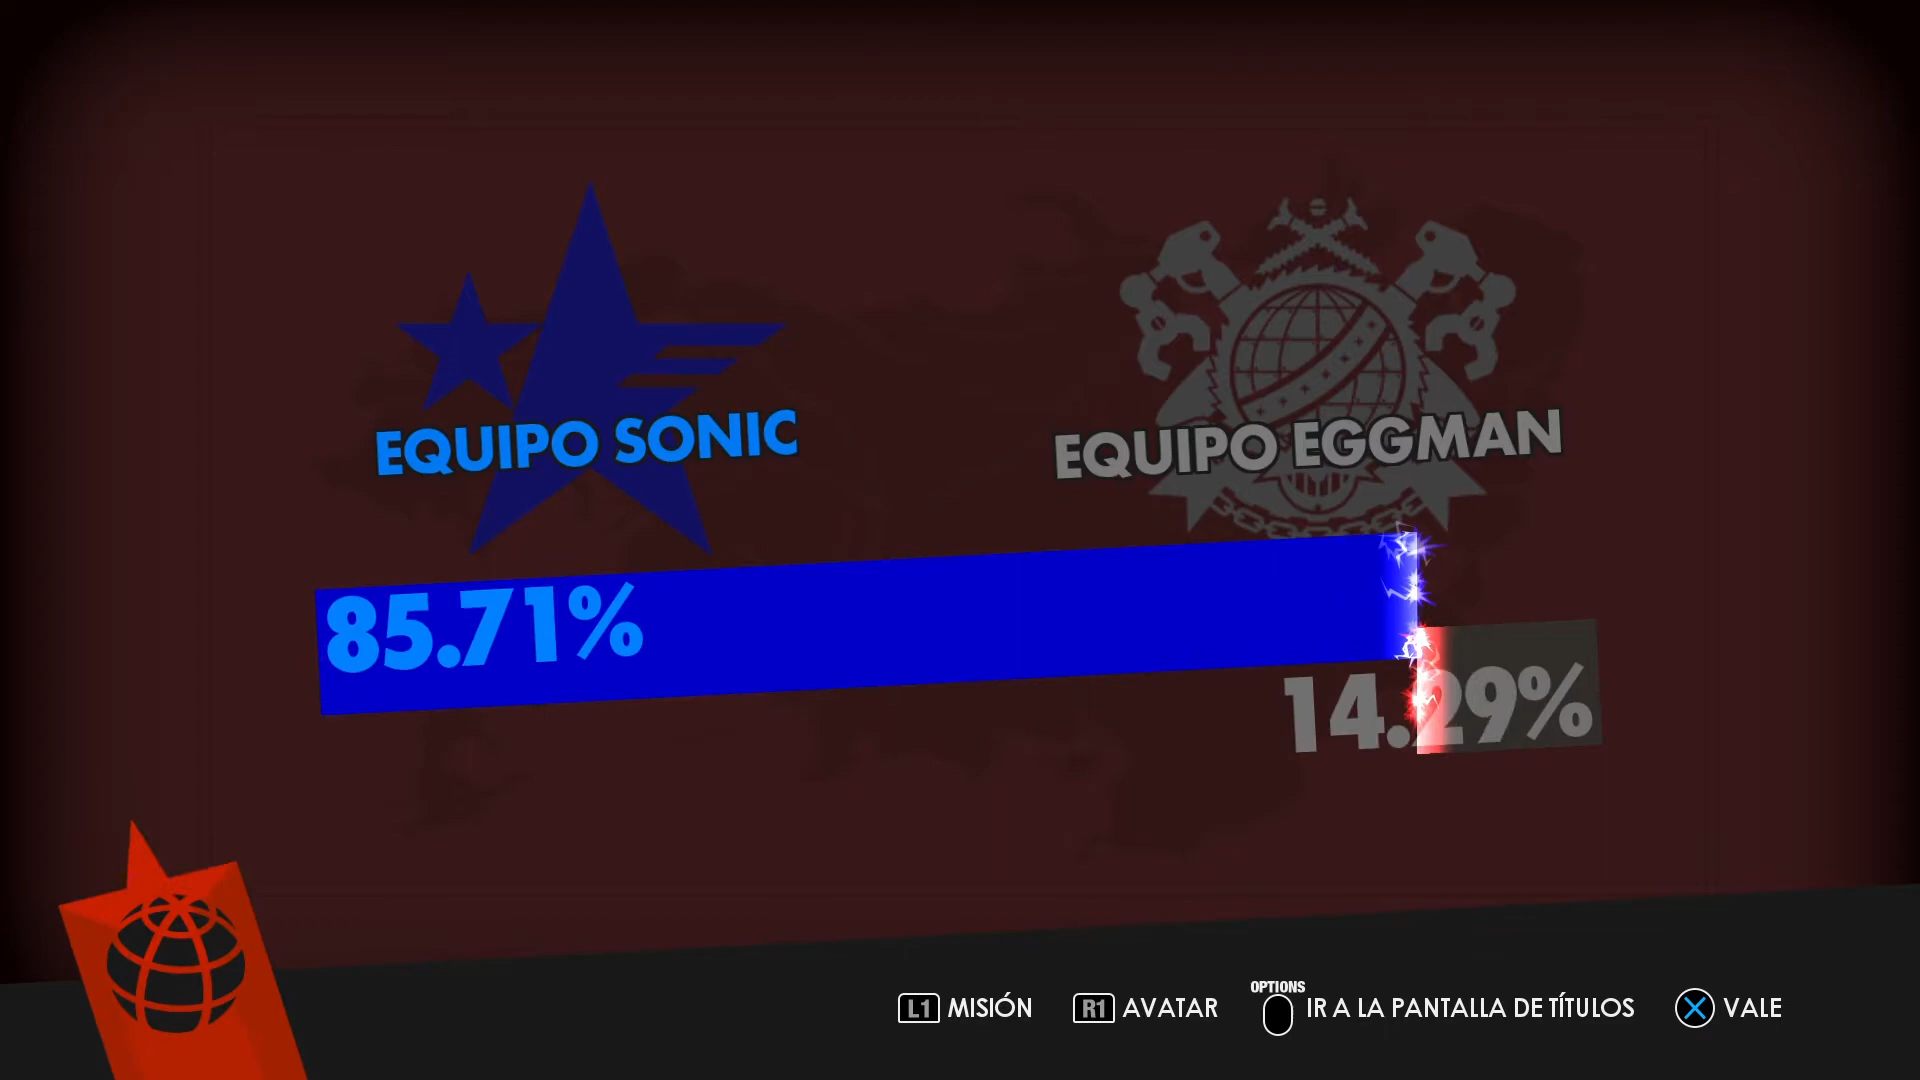 EQUIPO SONIC
EQUIPO EGGMAN
85.71%
14.29%
L1 MISIÓN
R1 AVATAR
OPTIONS
IR A LA PANTALLA DE TÍTULOS
VALE